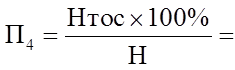 П₄ = Нтос×100% / Н =